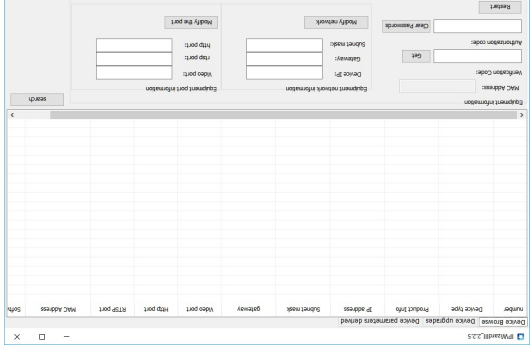 IPWizardIII_2.2.5
Device Browse Device upgrades Device parameters derived
number Device type Product Info IP address Subnet mask gateway Video port Http port RTSP port MAC Address Softv
search
Equipment information
MAC Address:
Verification Code:
Get
Authorization code:
Clear Passwords
Restart
Equipment network information
Device IP:
Gateway:
Subnet mask:
Modify network
Equipment port information
Video port:
rtsp port:
http port:
Modify the port